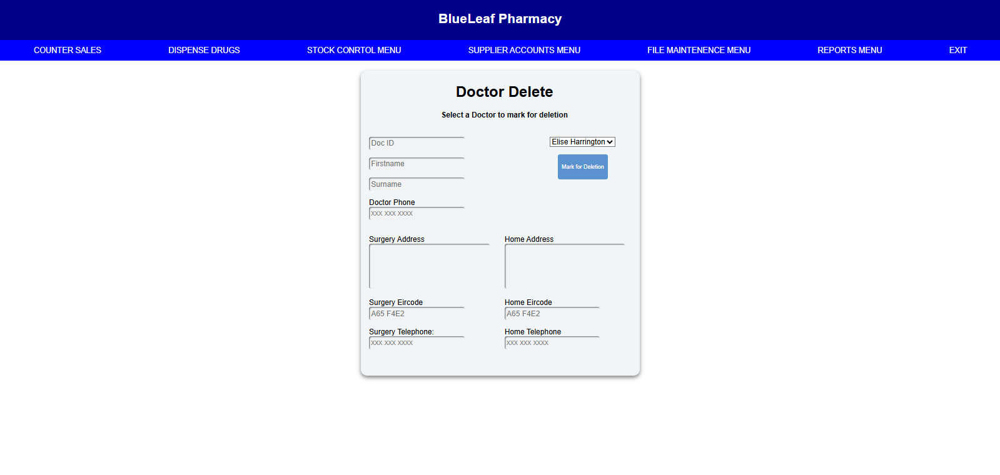 BlueLeaf Pharmacy
COUNTER SALES DISPENSE DRUGS STOCK CONRTOL MENU SUPPLIER ACCOUNTS MENU FILE MAINTENENCE MENU REPORTS MENU EXIT
Doctor Delete
Select a Doctor to mark for deletion
Doc ID
Elise Harrington
Firstname
Mark for Deletion
Surname
Doctor Phone
xxx xxx xxxx
Surgery Address Home Address
Surgery Eircode Home Eircode
A65 F4E2 A65 F4E2
Surgery Telephone: Home Telephone
xxx xxx xxxx xxx xxx xxxx